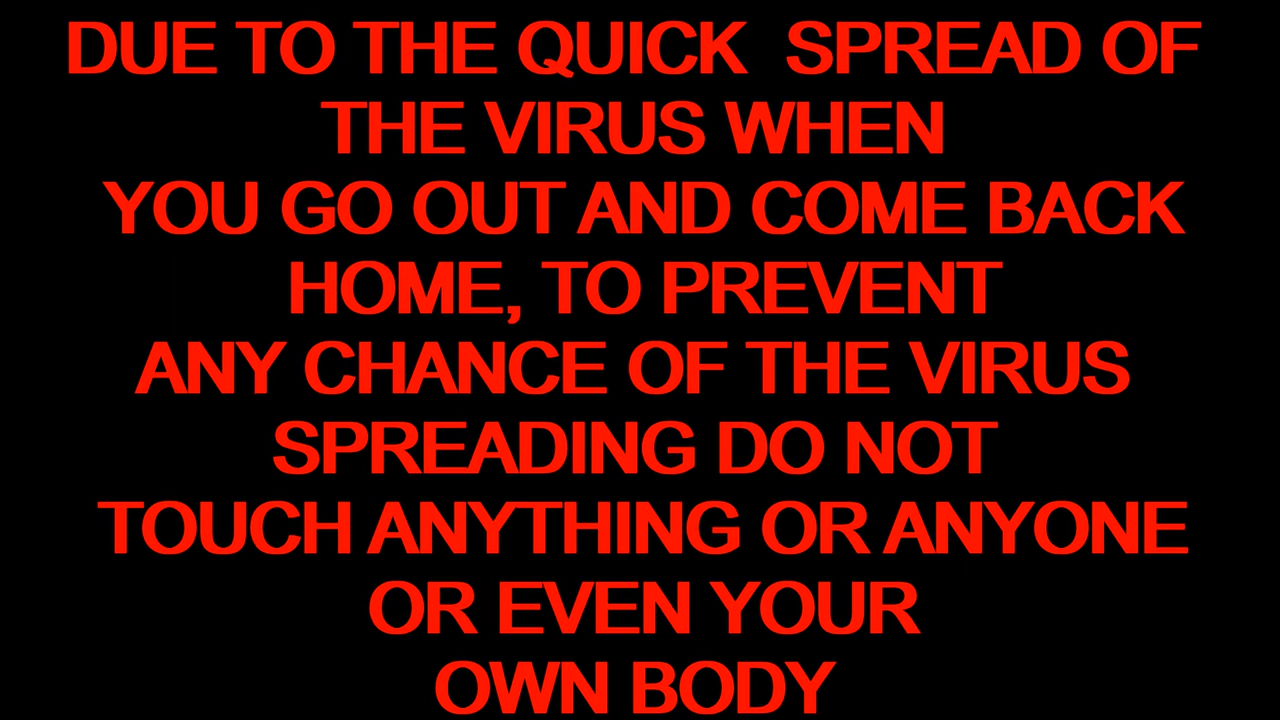 DUE TO THE QUICK  SPREAD OF
THE VIRUS WHEN
YOU GO OUT AND COME BACK
HOME, TO PREVENT
ANY CHANCE OF THE VIRUS
SPREADING DO NOT
TOUCH ANYTHING OR ANYONE
OR EVEN YOUR
OWN BODY